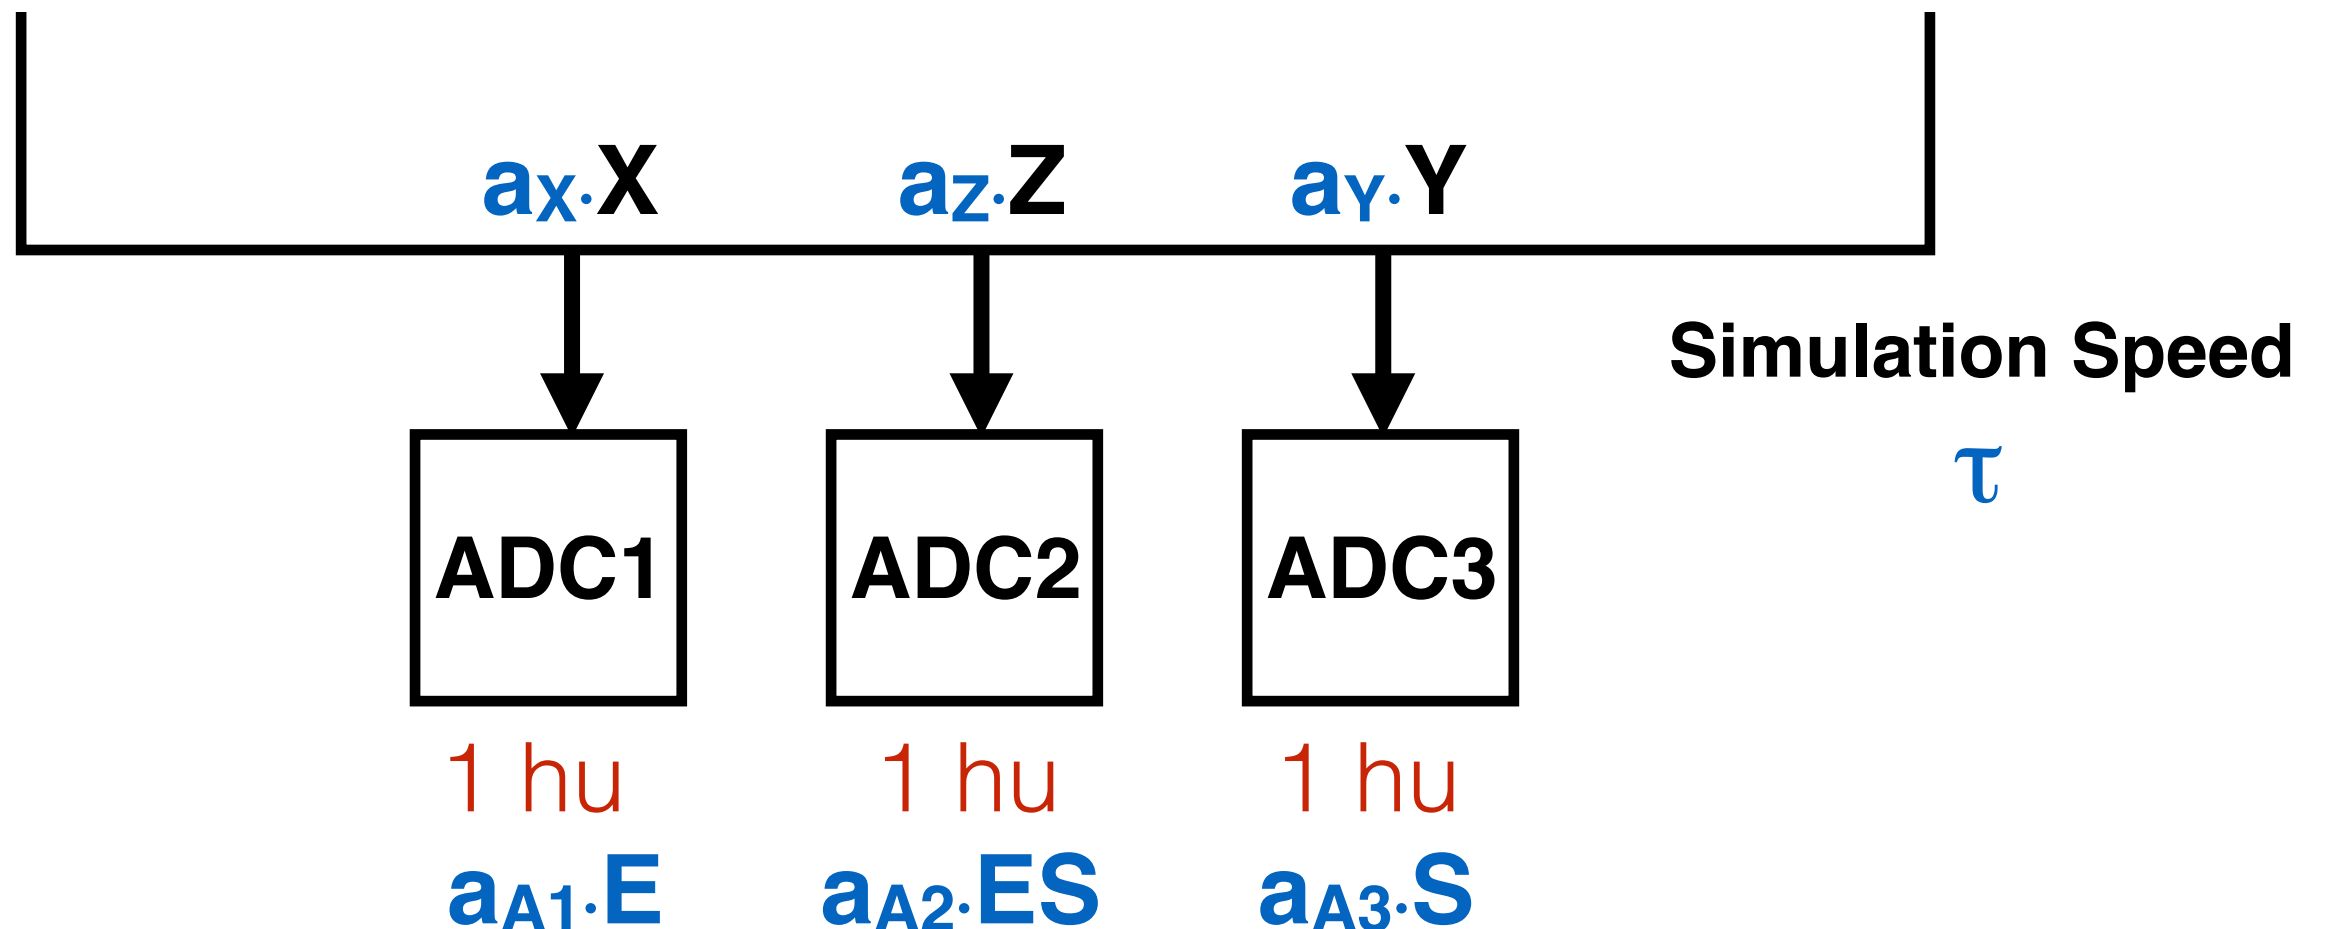 aX·X aZ·Z aY·Y
Simulation Speed
τ
ADC1 ADC2 ADC3
1 hu 1 hu 1 hu
aA1·E aA2·ES aA3·S